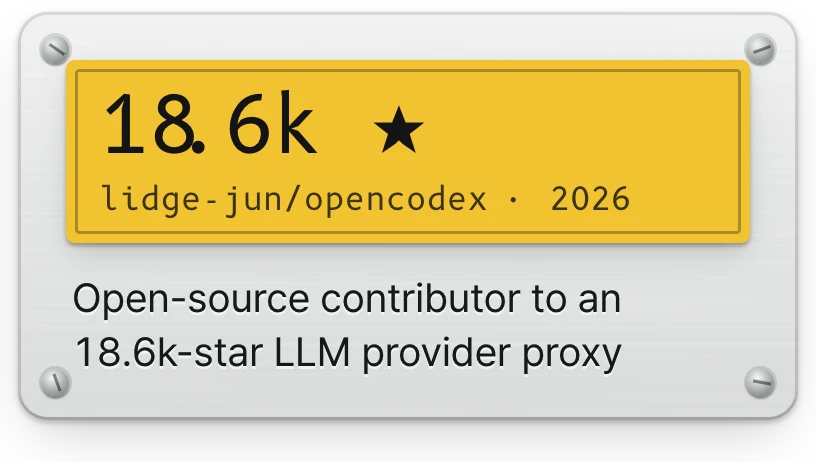 18.6k ★
lidge-jun/opencodex · 2026
Open-source contributor to an
18.6k-star LLM provider proxy